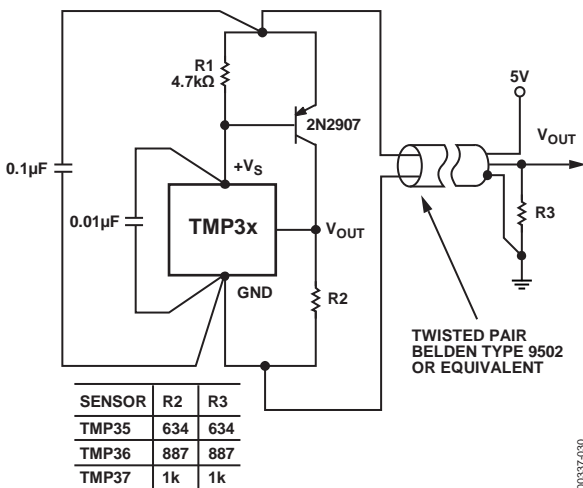 R1
4.7kΩ
2N2907
0.1µF
+VS
0.01µF
TMP3x
VOUT
GND
R2
5V
VOUT
R3
TWISTED PAIR
BELDEN TYPE 9502
OR EQUIVALENT
SENSOR R2 R3
TMP35 634 634
TMP36 887 887
TMP37 1k 1k
00337-030